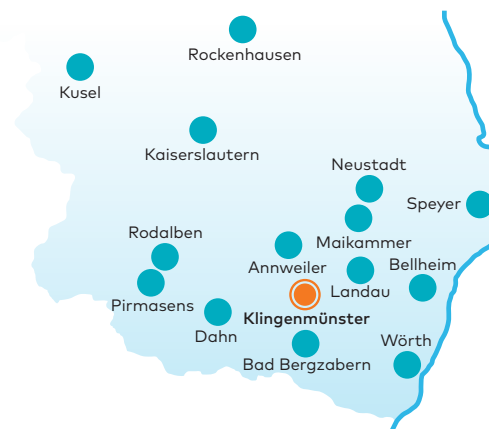 Rockenhausen
Kusel
Kaiserslautern
Neustadt
Speyer
Rodalben
Maikammer
Annweiler
Bellheim
Landau
Pirmasens
Klingenmünster
Dahn
Wörth
Bad Bergzabern